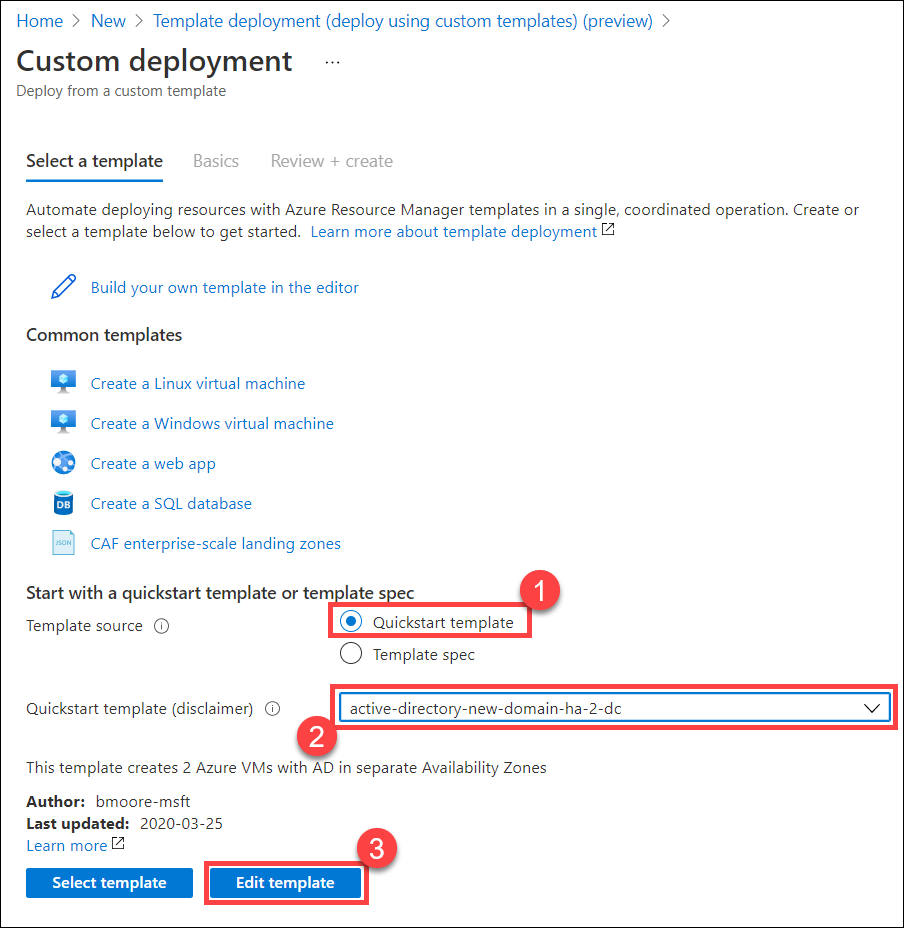 Home > New > Template deployment (deploy using custom templates) (preview) >
Custom deployment ...
Deploy from a custom template
Select a template Basics Review + create
Automate deploying resources with Azure Resource Manager templates in a single, coordinated operation. Create or
select a template below to get started. Learn more about template deployment
Build your own template in the editor
Common templates
Create a Linux virtual machine
Create a Windows virtual machine
Create a web app
DB Create a SQL database
JSON CAF enterprise-scale landing zones
Start with a quickstart template or template spec
1
Template source Quickstart template
Template spec
Quickstart template (disclaimer) active-directory-new-domain-ha-2-dc
2
This template creates 2 Azure VMs with AD in separate Availability Zones
Author: bmoore-msft
Last updated: 2020-03-25
Learn more
3
Select template Edit template